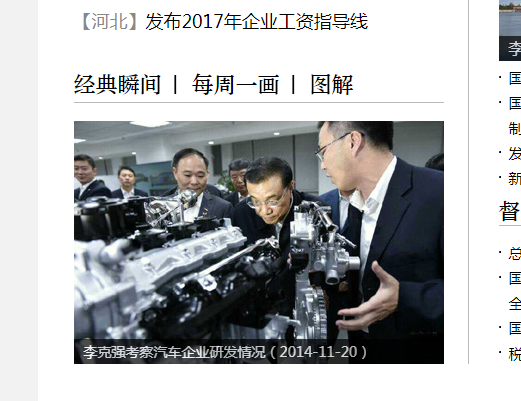 【河北】发布2017年企业工资指导线
经典瞬间 | 每周一画 | 图解
李克强考察汽车企业研发情况（2014-11-20）
李
· 国
· 国
制
· 发
· 新
督
· 总
· 国
全
· 国
· 税